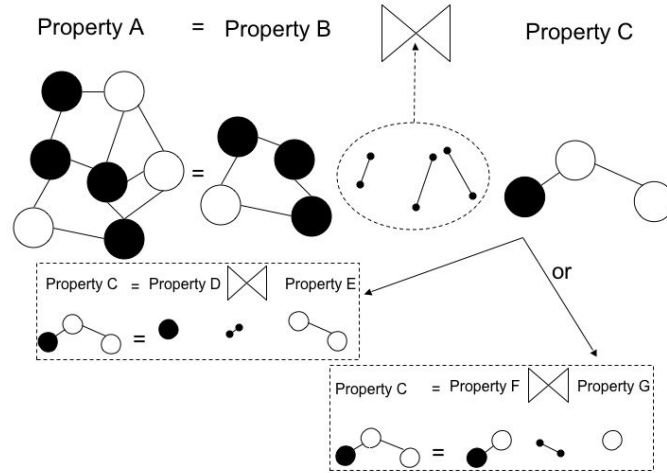 Property A = Property B Property C
=
or
Property C = Property D Property E
=
Property C = Property F Property G
=